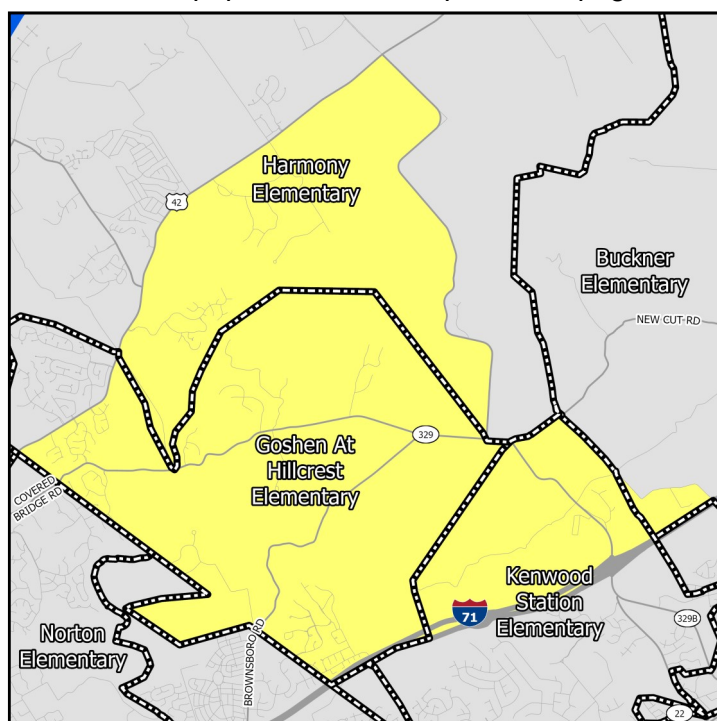 Harmony
Elementary
42
Buckner
Elementary
NEW CUT RD
329
Goshen At
Hillcrest
Elementary
COVERED
BRIDGE RD
Kenwood
Station
Elementary
71
329B
Norton
Elementary
BROWNSBORO RD
22